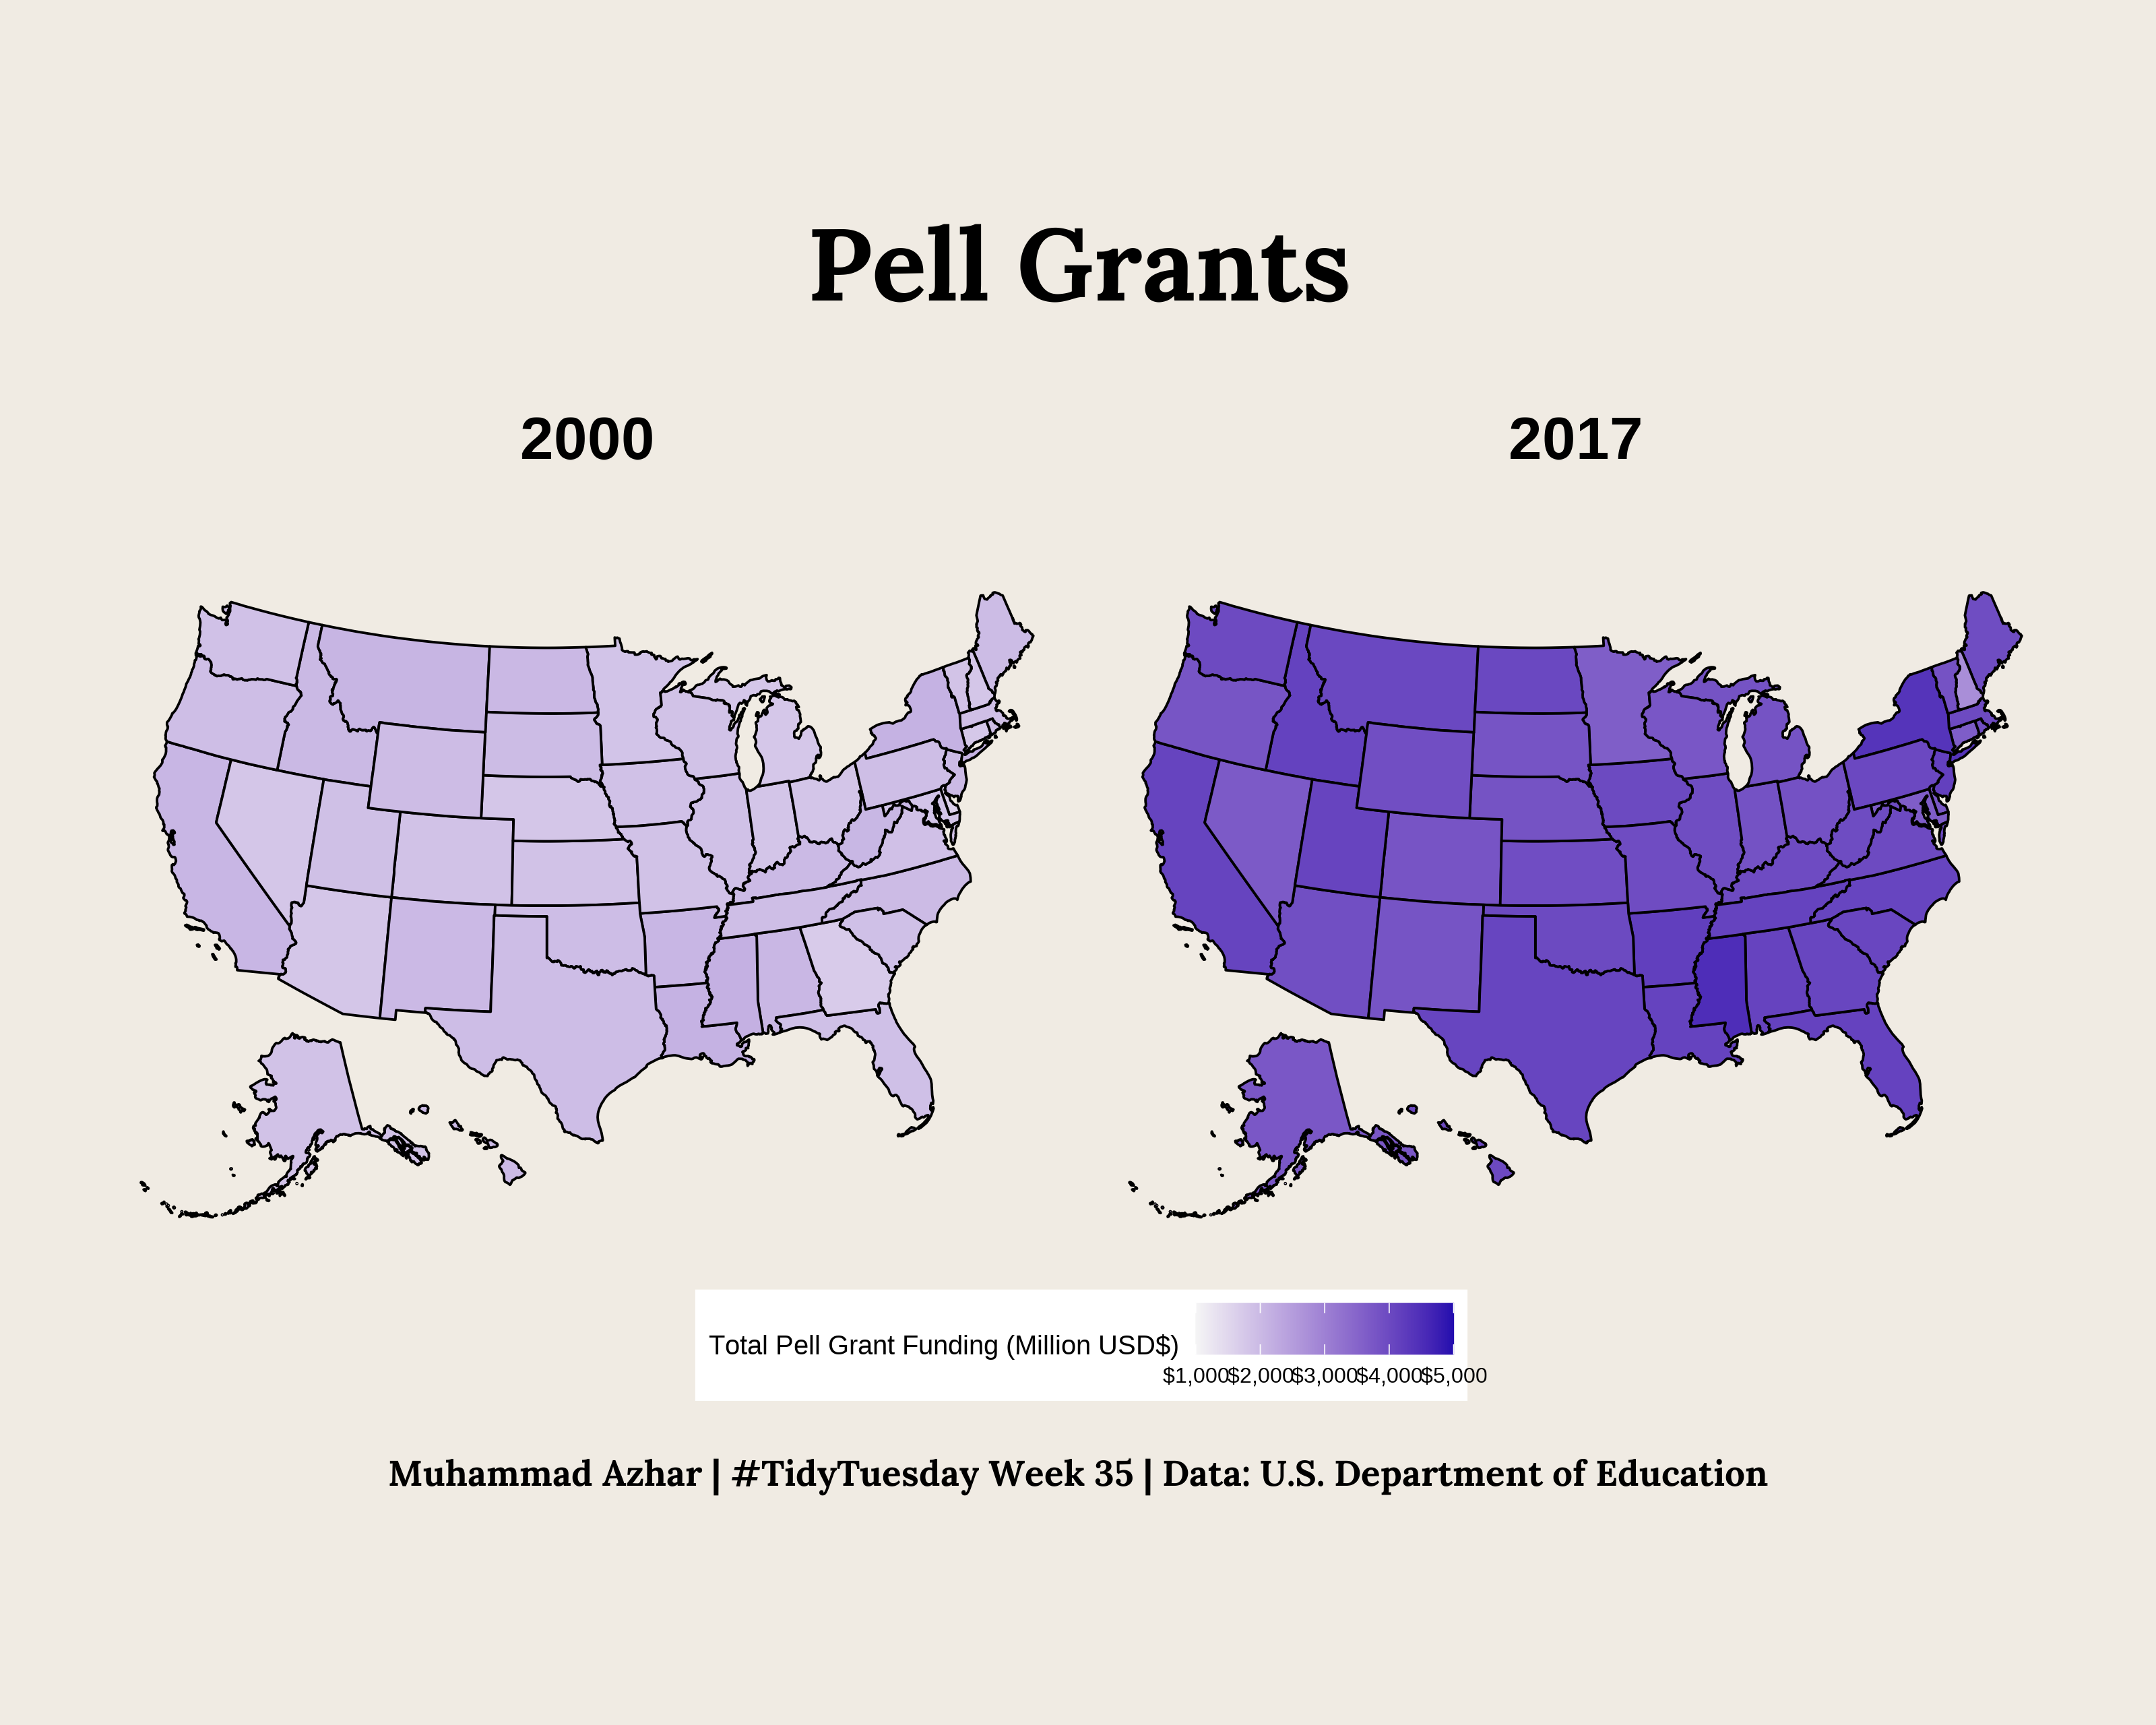 Pell Grants
2000
2017
Total Pell Grant Funding (Million USD$)
$1,000 $2,000 $3,000 $4,000 $5,000
Muhammad Azhar | #TidyTuesday Week 35 | Data: U.S. Department of Education